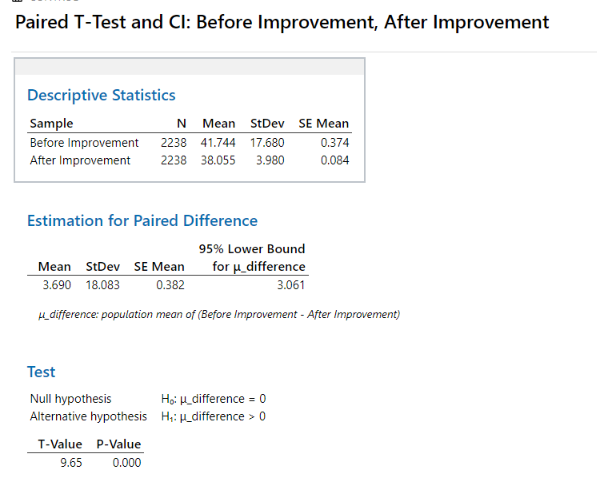 Paired T-Test and CI: Before Improvement, After Improvement
Descriptive Statistics
Sample N Mean StDev SE Mean
Before Improvement 2238 41.744 17.680 0.374
After Improvement 2238 38.055 3.980 0.084
Estimation for Paired Difference
95% Lower Bound
Mean StDev SE Mean for µ_difference
3.690 18.083 0.382 3.061
µ_difference: population mean of (Before Improvement - After Improvement)
Test
Null hypothesis H₀: µ_difference = 0
Alternative hypothesis H₁: µ_difference > 0
T-Value P-Value
9.65 0.000